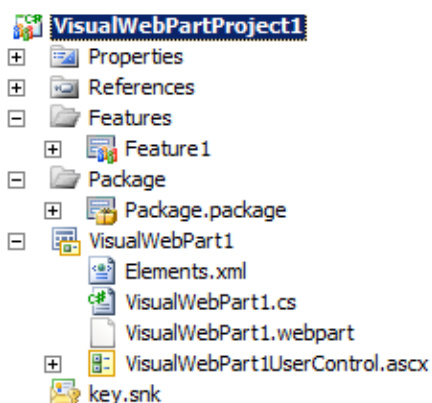 VisualWebPartProject1
Properties
References
Features
Feature1
Package
Package.package
VisualWebPart1
Elements.xml
VisualWebPart1.cs
VisualWebPart1.webpart
VisualWebPart1UserControl.ascx
key.snk